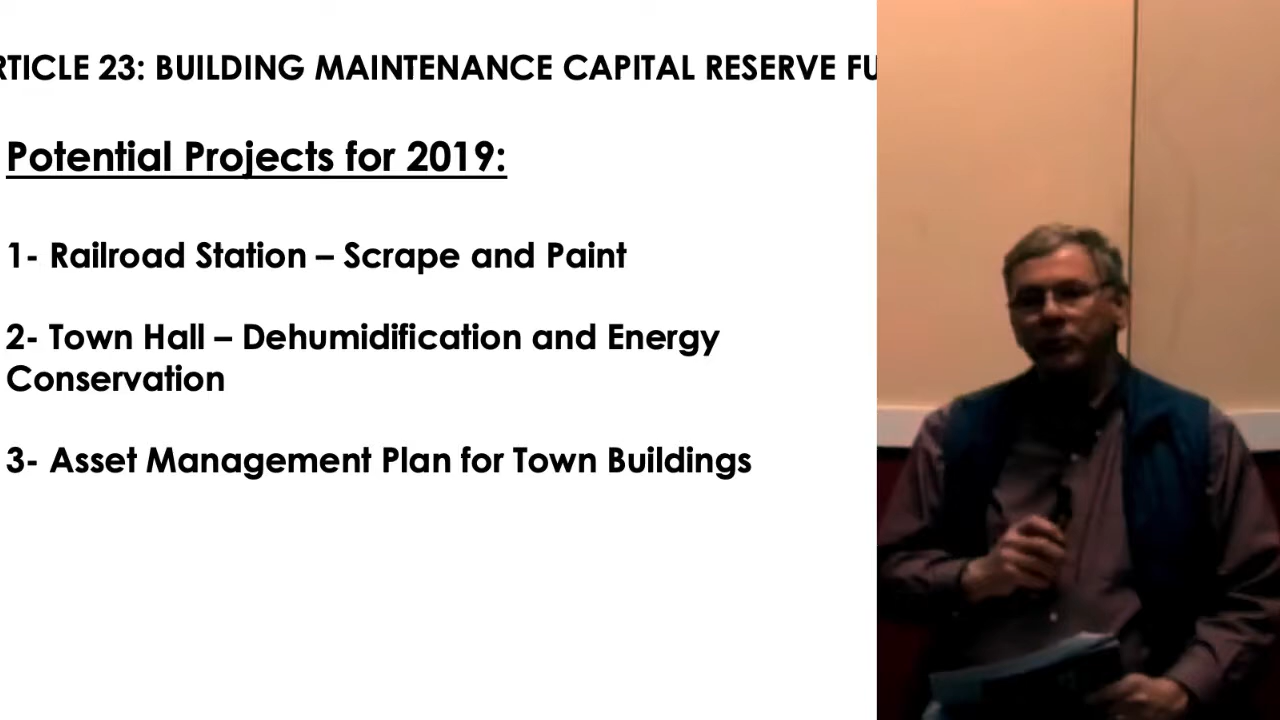 RTICLE 23: BUILDING MAINTENANCE CAPITAL RESERVE FU
Potential Projects for 2019:
1- Railroad Station – Scrape and Paint
2- Town Hall – Dehumidification and Energy
Conservation
3- Asset Management Plan for Town Buildings